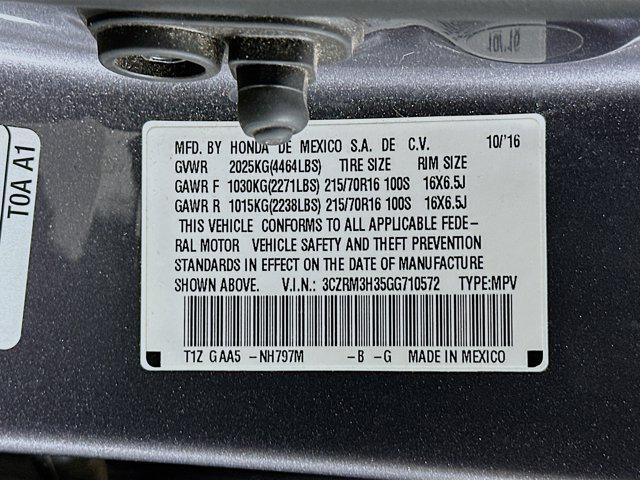 MFD. BY HONDA DE MEXICO S.A. DE C.V. 10/'16
GVWR 2025KG(4464LBS) TIRE SIZE RIM SIZE
GAWR F 1030KG(2271LBS) 215/70R16 100S 16X6.5J
GAWR R 1015KG(2238LBS) 215/70R16 100S 16X6.5J
THIS VEHICLE CONFORMS TO ALL APPLICABLE FEDE-
RAL MOTOR VEHICLE SAFETY AND THEFT PREVENTION
STANDARDS IN EFFECT ON THE DATE OF MANUFACTURE
SHOWN ABOVE. V.I.N.: 3CZRM3H35GG710572 TYPE:MPV
T1Z GAA5 -NH797M -B -G MADE IN MEXICO
T0A A1